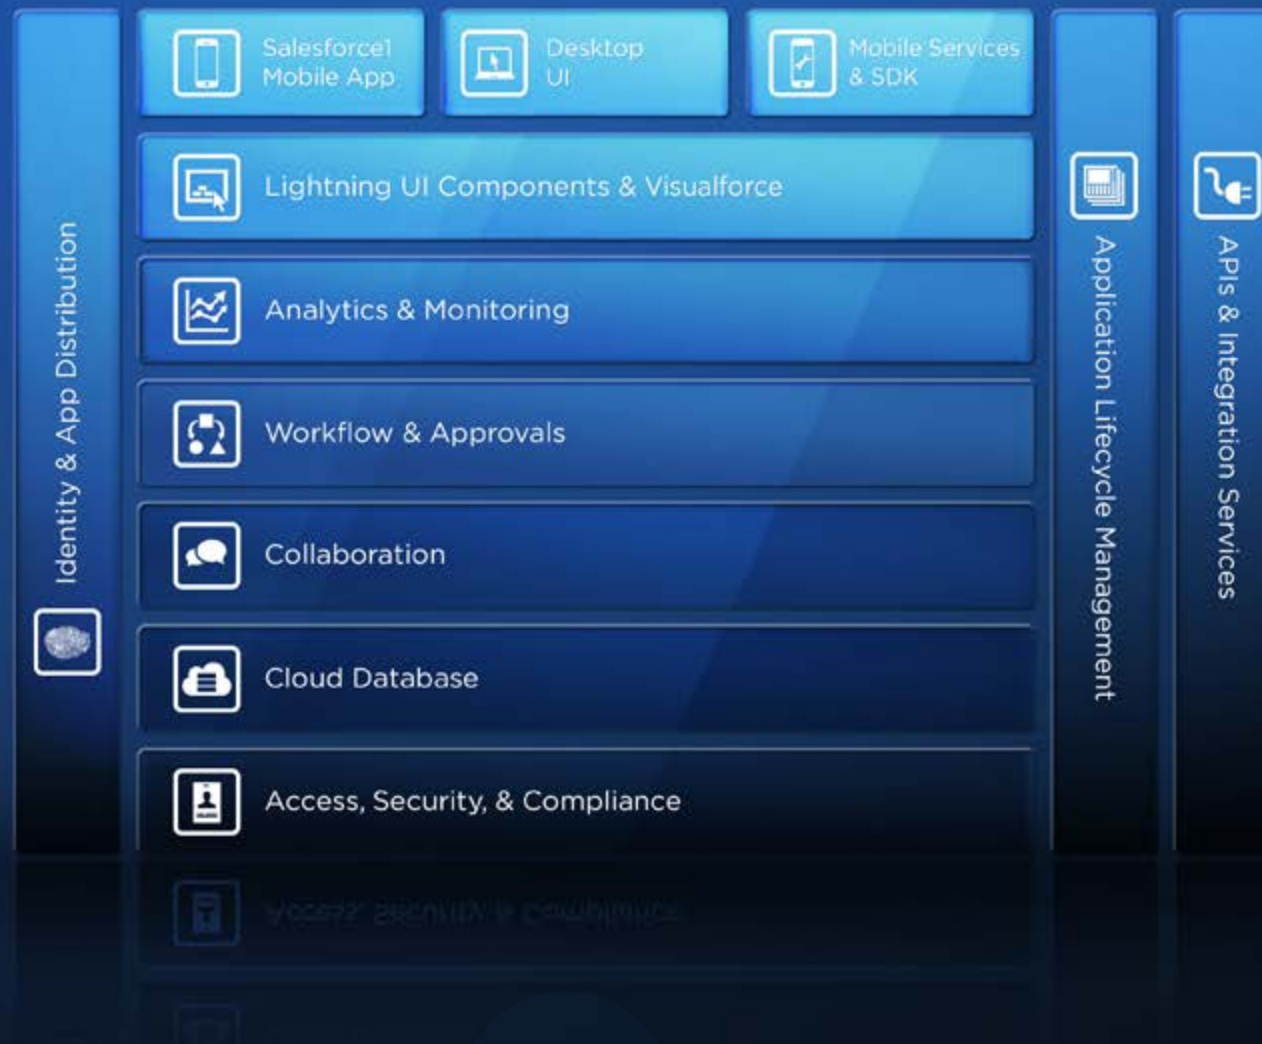 Identity & App Distribution
Salesforce1
Mobile App
Desktop
UI
Mobile Services
& SDK
Lightning UI Components & Visualforce
Analytics & Monitoring
Workflow & Approvals
Collaboration
Cloud Database
Access, Security, & Compliance
Application Lifecycle Management
APIs & Integration Services